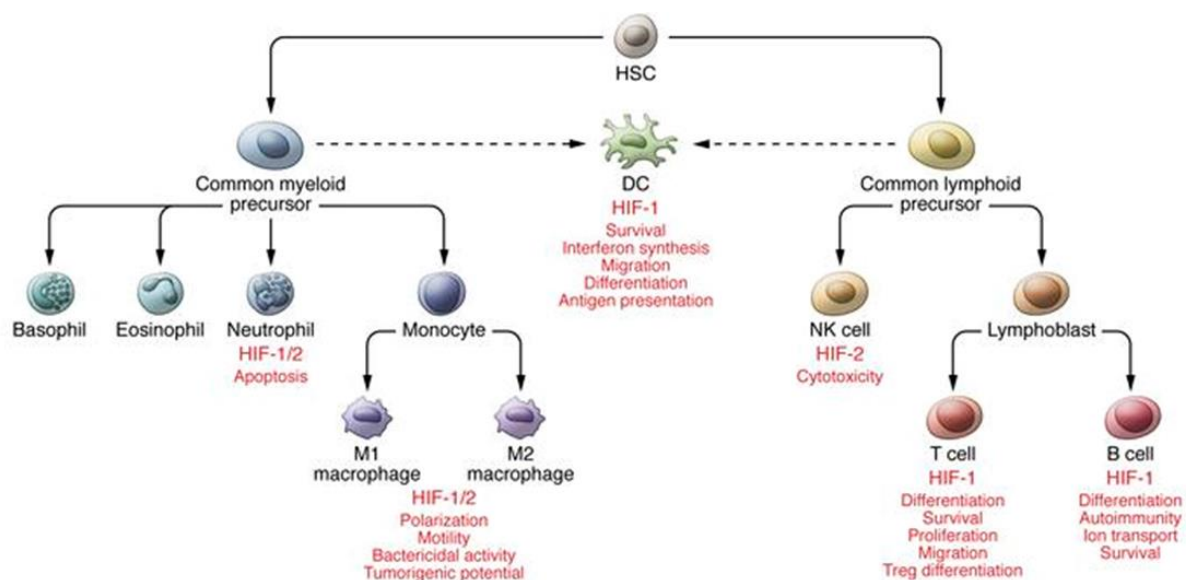 HSC
Common myeloid
precursor
DC
HIF-1
Survival
Interferon synthesis
Migration
Differentiation
Antigen presentation
Common lymphoid
precursor
Basophil
Eosinophil
Neutrophil
HIF-1/2
Apoptosis
Monocyte
NK cell
HIF-2
Cytotoxicity
Lymphoblast
M1
macrophage
M2
macrophage
HIF-1/2
Polarization
Motility
Bactericidal activity
Tumorigenic potential
T cell
HIF-1
Differentiation
Survival
Proliferation
Migration
Treg differentiation
B cell
HIF-1
Differentiation
Autoimmunity
Ion transport
Survival